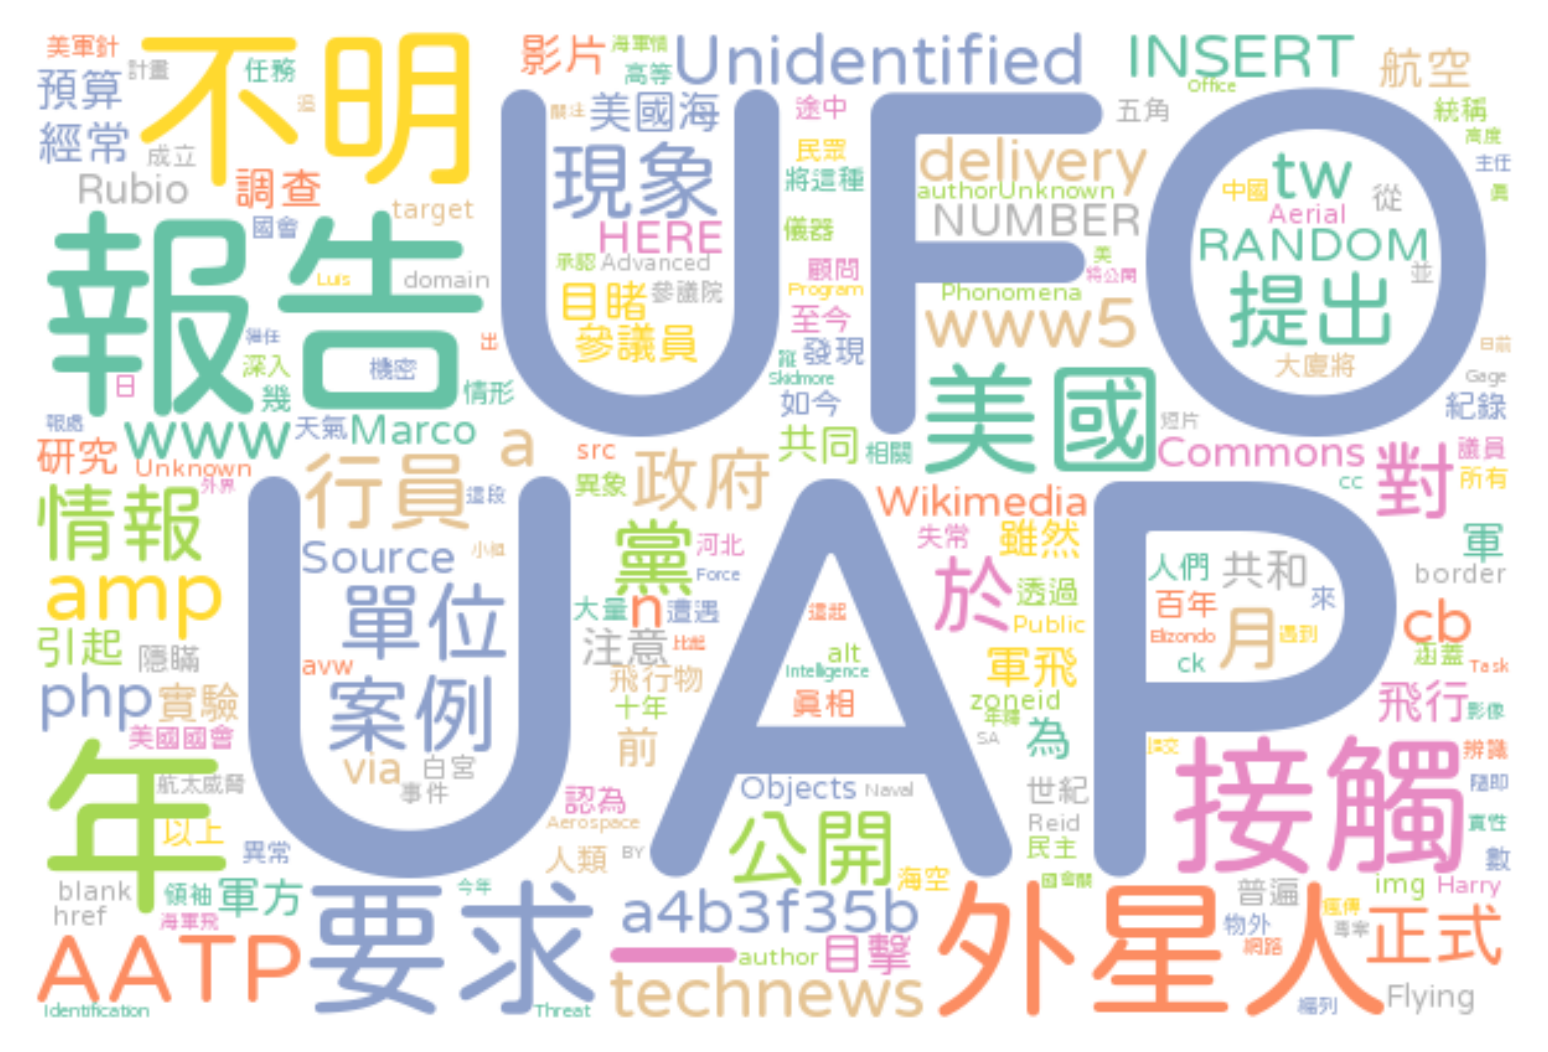 美軍針
計畫
任務
預算
不明
經常
成立
Rubio
調查
target
國會
影片
海軍情
高等
Unidentified
INSERT
航空
Office
關注
美國海
途中
五角
統稱
高度
現象
民眾
delivery
tw
主任
將這種
authorUnknown
中國
從
HERE
儀器
NUMBER
Aerial
RANDOM
UFO
承認
Advanced
顧問
美
將公開
並
報告
Luis
domain
目睹
參議院
Program
Phonomena
提出
參議員
至今
www5
大廈將
日前
深入
機密
出
發現
Skidmore
Gage
日
幾
情形
如今
美國
短片
紀錄
報處
www
天氣
Marco
a
src
共同
相關
Commons
對
議員
研究
Unknown
外界
行員
這段
異象
政府
Wikimedia
cc
所有
情報
Source
黨
河北
失常
雖然
軍
UAP
Force
人們
共和
border
amp
單位
大量
n
遭遇
於
透過
百年
來
cb
引起
隱瞞
注意
Public
Elizondo
月
遇到
涵蓋
avw
alt
Intelligence
軍飛
ck
Task
php
實驗
案例
飛行物
真相
zoneid
飛行
影像
美國國會
十年
SA
為
辨識
前
via
白宮
事件
年
航太威脅
Objects
Naval
世紀
接觸
隨即
以上
認為
Aerospace
公開
Reid
異常
人類
BY
民主
數
blank
領袖
軍方
今年
海空
普遍
img
Harry
href
海軍飛
要求
a4b3f35b
外星人
物外
網路
正式
AATP
author
目擊
technews
Flying
Identification
Threat